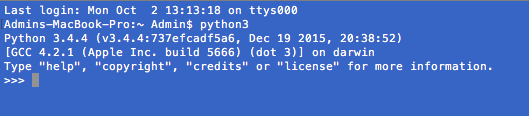 Last login: Mon Oct  2 13:13:18 on ttys000
Admins-MacBook-Pro:~ Admin$ python3
Python 3.4.4 (v3.4.4:737efcadf5a6, Dec 19 2015, 20:38:52)
[GCC 4.2.1 (Apple Inc. build 5666) (dot 3)] on darwin
Type "help", "copyright", "credits" or "license" for more information.
>>>